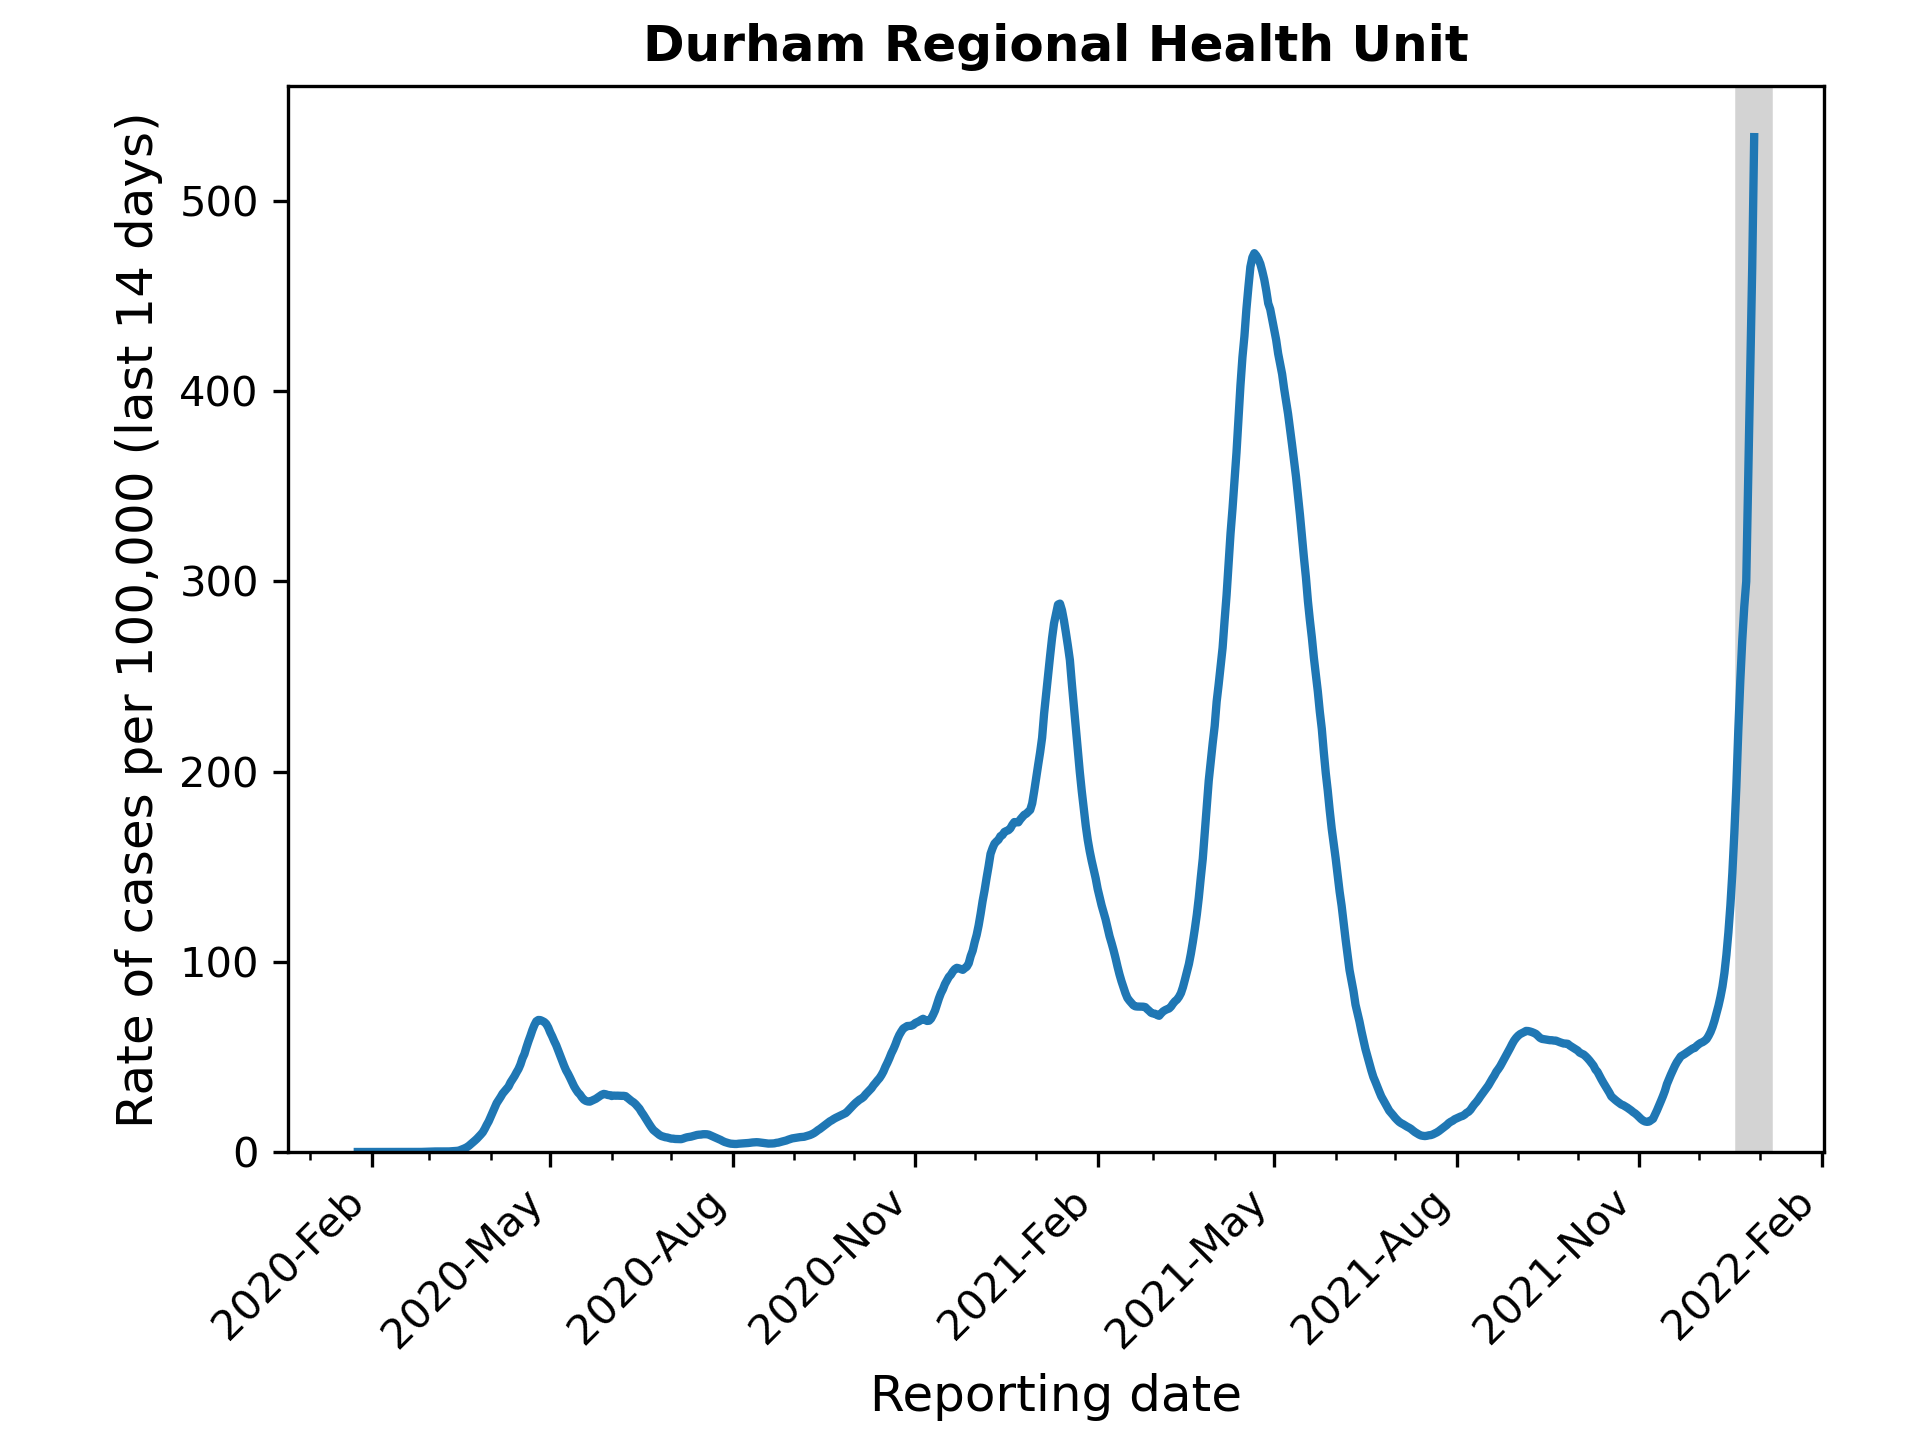 Durham Regional Health Unit
Rate of cases per 100,000 (last 14 days)
500
400
300
200
100
0
2020-Feb
2020-May
2020-Aug
2020-Nov
2021-Feb
2021-May
2021-Aug
2021-Nov
2022-Feb
Reporting date